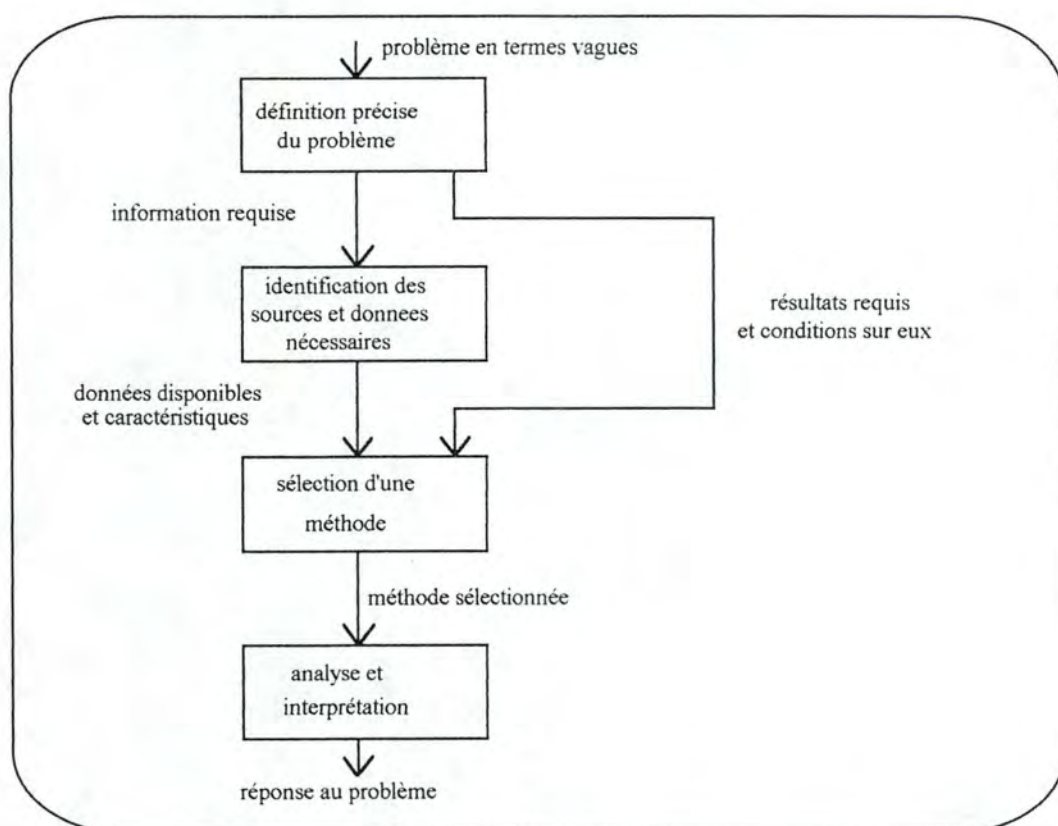 problème en termes vagues
définition précise
du problème
information requise
identification des
sources et donnees
nécessaires
résultats requis
et conditions sur eux
données disponibles
et caractéristiques
sélection d'une
méthode
méthode sélectionnée
analyse et
interprétation
réponse au problème